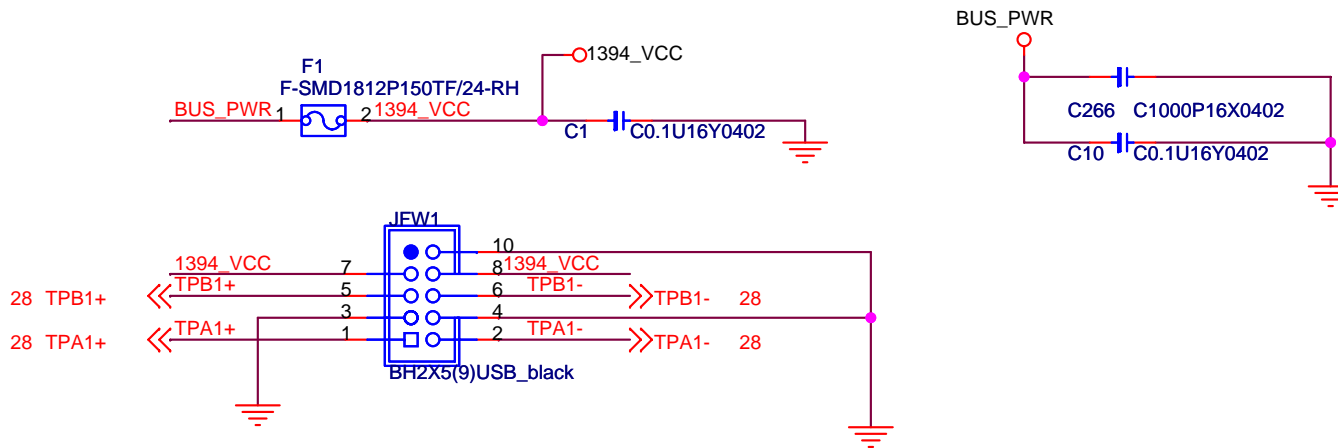 BUS_PWR
1394_VCC
F1
F-SMD1812P150TF/24-RH
BUS_PWR 1 2 1394_VCC
C1 C0.1U16Y0402
C266 C1000P16X0402
C10 C0.1U16Y0402
JFW1
10
1394_VCC 7 8 1394_VCC
28 TPB1+ TPB1+ 5 6 TPB1- TPB1- 28
3 4
28 TPA1+ TPA1+ 1 2 TPA1- TPA1- 28
BH2X5(9)USB_black